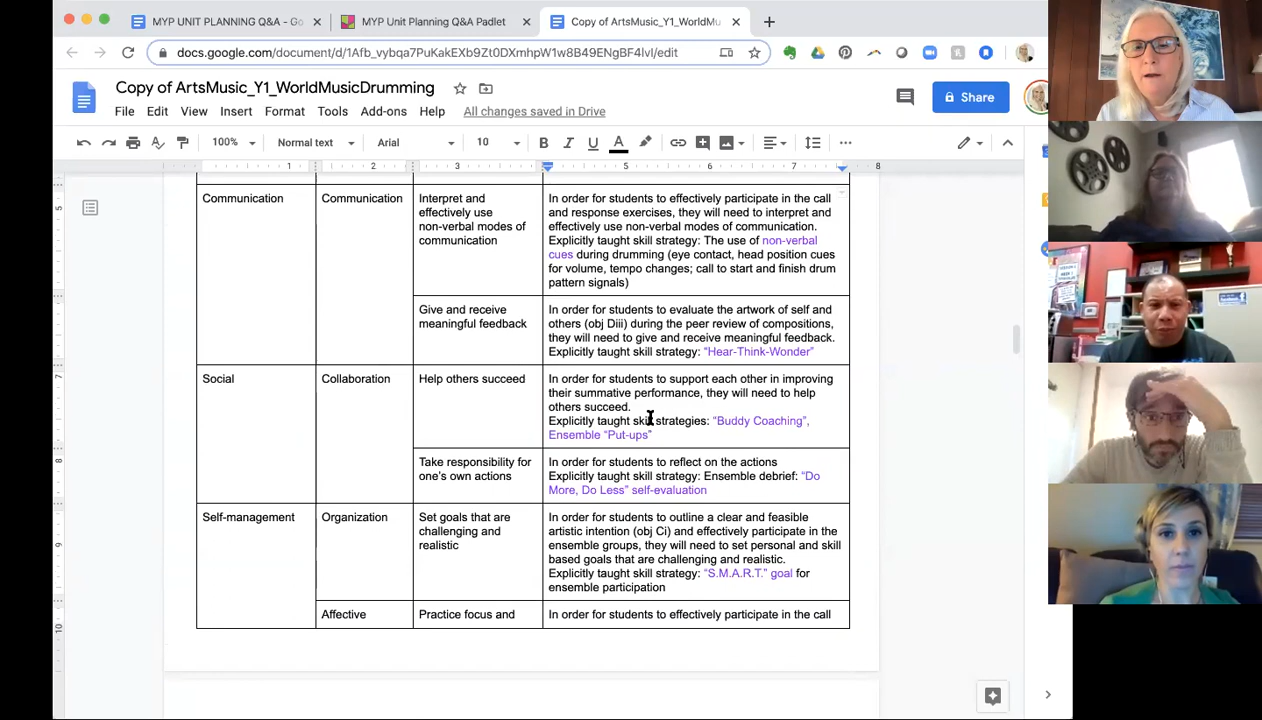 MYP UNIT PLANNING Q&A - Go
MYP Unit Planning Q&A Padlet
Copy of ArtsMusic_Y1_WorldMu
docs.google.com/document/d/1Afb_vybqa7PuKakEXI9Zt0DXmhpW1w8B49ENgBF4lvI/edit
Copy of ArtsMusic_Y1_WorldMusicDrumming
File Edit View Insert Format Tools Add-ons Help All changes saved in Drive
Share
100% Normal text Arial 10
1 2 3 5 6 7 8
5
7
8
9
10
Communication
Communication
Interpret and
effectively use
non-verbal modes of
communication
In order for students to effectively participate in the call
and response exercises, they will need to interpret and
effectively use non-verbal modes of communication.
Explicitly taught skill strategy: The use of non-verbal
cues during drumming (eye contact, head position cues
for volume, tempo changes; call to start and finish drum
pattern signals)
Give and receive
meaningful feedback
In order for students to evaluate the artwork of self and
others (obj Diii) during the peer review of compositions,
they will need to give and receive meaningful feedback.
Explicitly taught skill strategy: “Hear-Think-Wonder”
Social
Collaboration
Help others succeed
In order for students to support each other in improving
their summative performance, they will need to help
others succeed.
Explicitly taught skill strategies: “Buddy Coaching”,
Ensemble “Put-ups”
Take responsibility for
one’s own actions
In order for students to reflect on the actions
Explicitly taught skill strategy: Ensemble debrief: “Do
More, Do Less” self-evaluation
Self-management
Organization
Set goals that are
challenging and
realistic
In order for students to outline a clear and feasible
artistic intention (obj Ci) and effectively participate in the
ensemble groups, they will need to set personal and skill
based goals that are challenging and realistic.
Explicitly taught skill strategy: “S.M.A.R.T.” goal for
ensemble participation
Affective
Practice focus and
In order for students to effectively participate in the call